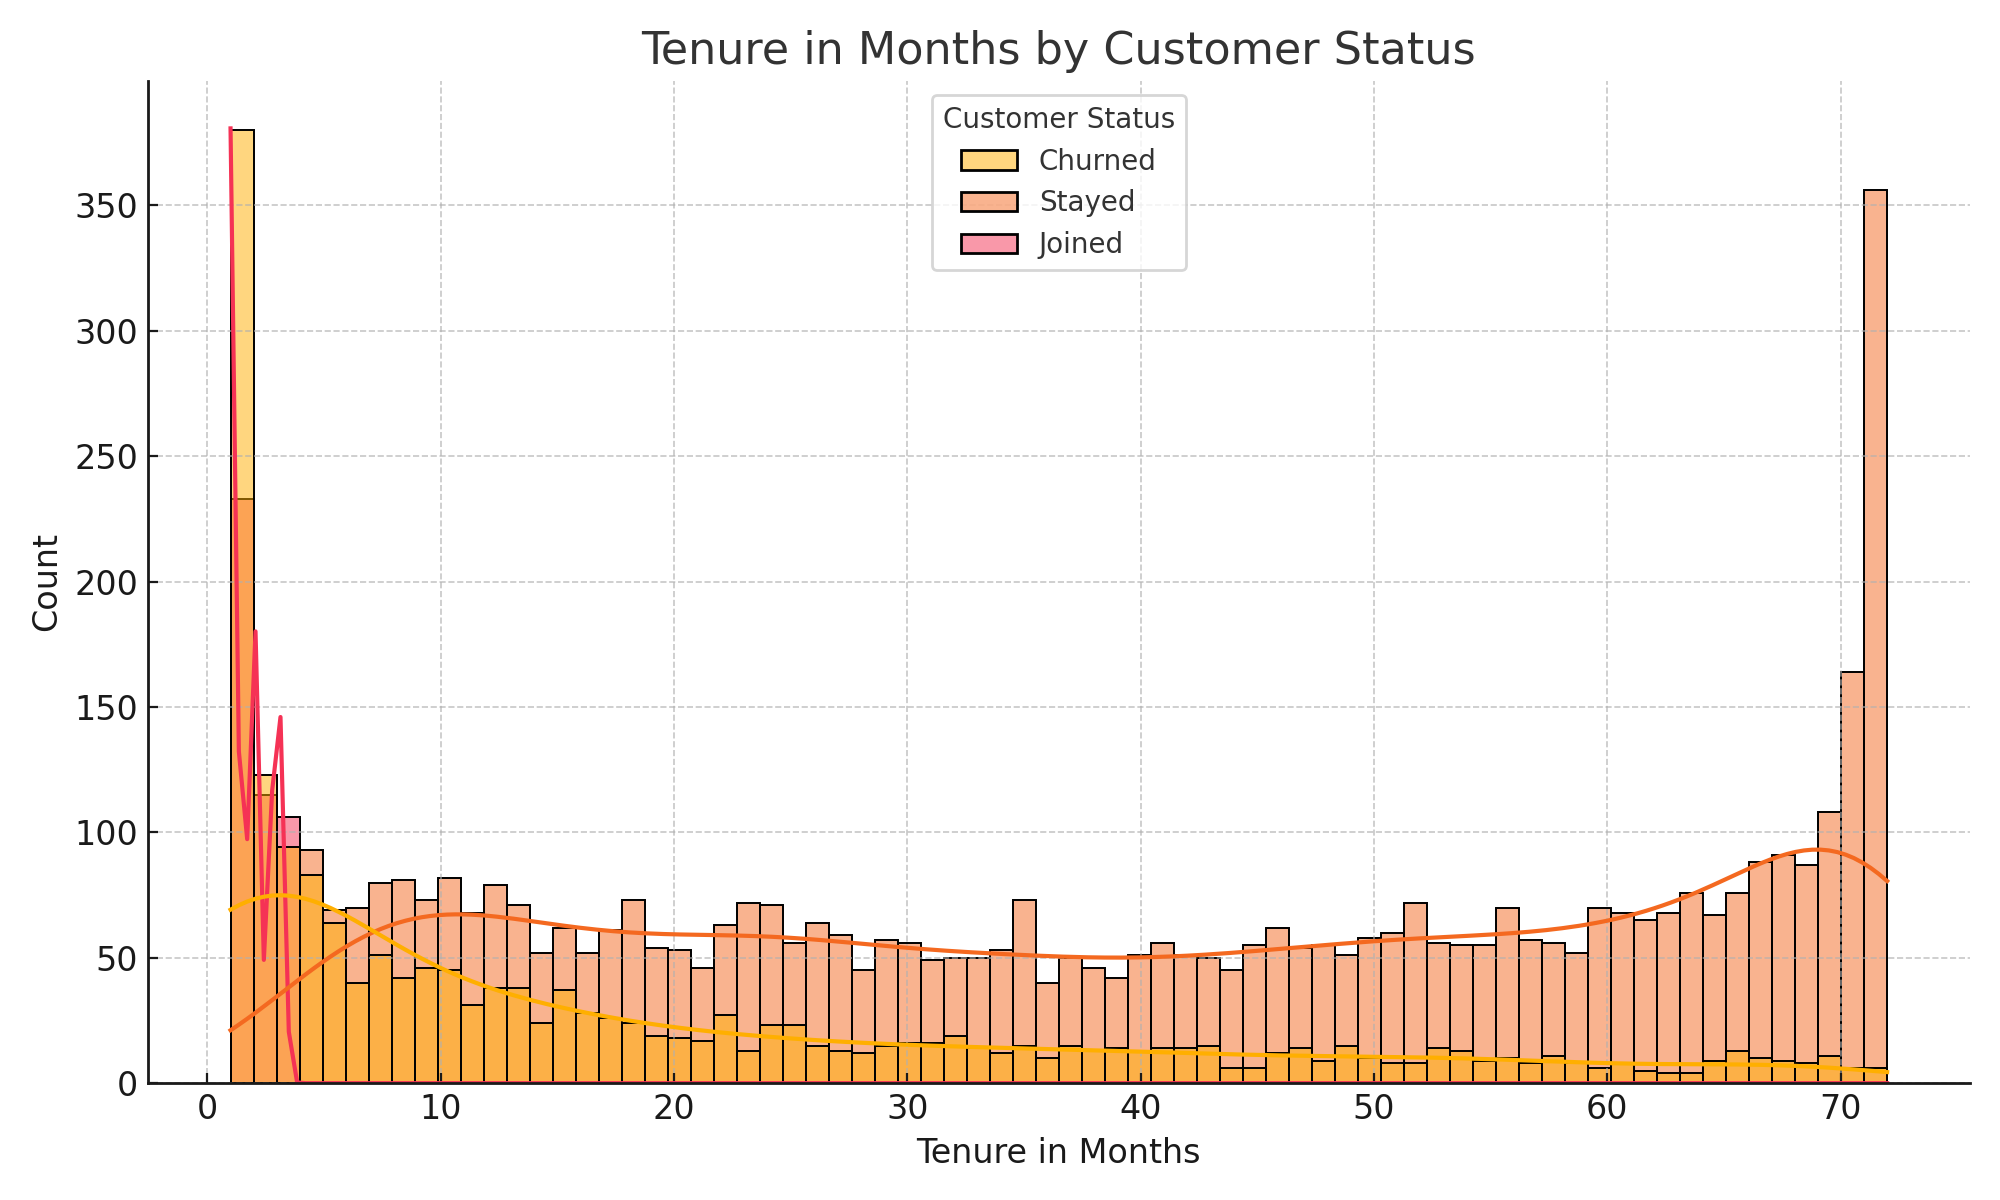 Tenure in Months by Customer Status
Customer Status
Churned
Stayed
Joined
Count
350
300
250
200
150
100
50
0
0 10 20 30 40 50 60 70
Tenure in Months